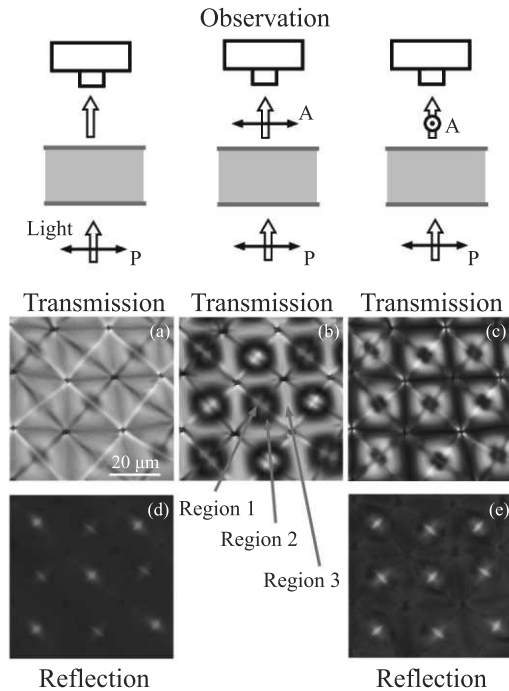 Observation
A
A
Light
P
P
P
Transmission Transmission Transmission
(a) (b) (c)
20 μm
(d) (e)
Region 1
Region 2
Region 3
Reflection Reflection